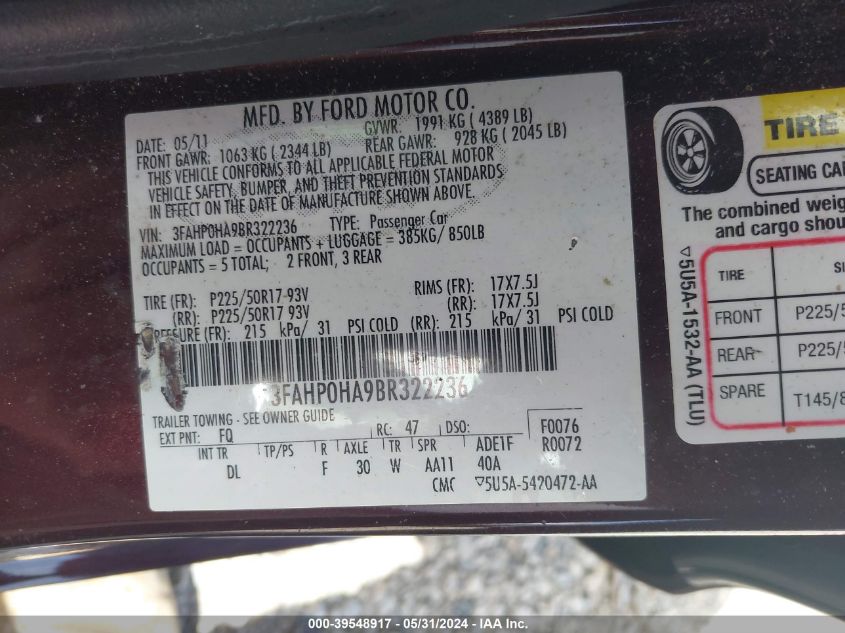 MFD. BY FORD MOTOR CO.
DATE: 05/11 GVWR: 1991 KG ( 4389 LB)
FRONT GAWR: 1063 KG ( 2344 LB) REAR GAWR: 928 KG ( 2045 LB)
THIS VEHICLE CONFORMS TO ALL APPLICABLE FEDERAL MOTOR
VEHICLE SAFETY, BUMPER, AND THEFT PREVENTION STANDARDS
IN EFFECT ON THE DATE OF MANUFACTURE SHOWN ABOVE.
VIN: 3FAHP0HA9BR322236 TYPE: Passenger Car
MAXIMUM LOAD = OCCUPANTS + LUGGAGE = 385KG/ 850LB
OCCUPANTS = 5 TOTAL: 2 FRONT, 3 REAR
TIRE (FR): P225/50R17 93V RIMS (FR): 17X7.5J
(RR): P225/50R17 93V (RR): 17X7.5J
(FR): 215 kPa/ 31 PSI COLD (RR): 215 kPa/ 31 PSI COLD
3FAHP0HA9BR322236
TRAILER TOWING - SEE OWNER GUIDE
EXT PNT: FQ RC: 47 DSO: F0076
INT TR TP/PS R AXLE TR SPR ADE1F R0072
DL F 30 W AA11 40A
CMC ▽5U5A-5420472-AA
TIRE
SEATING
The combined
and cargo
▽5U5A-1532-AA (TLU)
TIRE
FRONT P225/5
REAR P225/5
SPARE T145/8
000-39548917 - 05/31/2024 - IAA Inc.